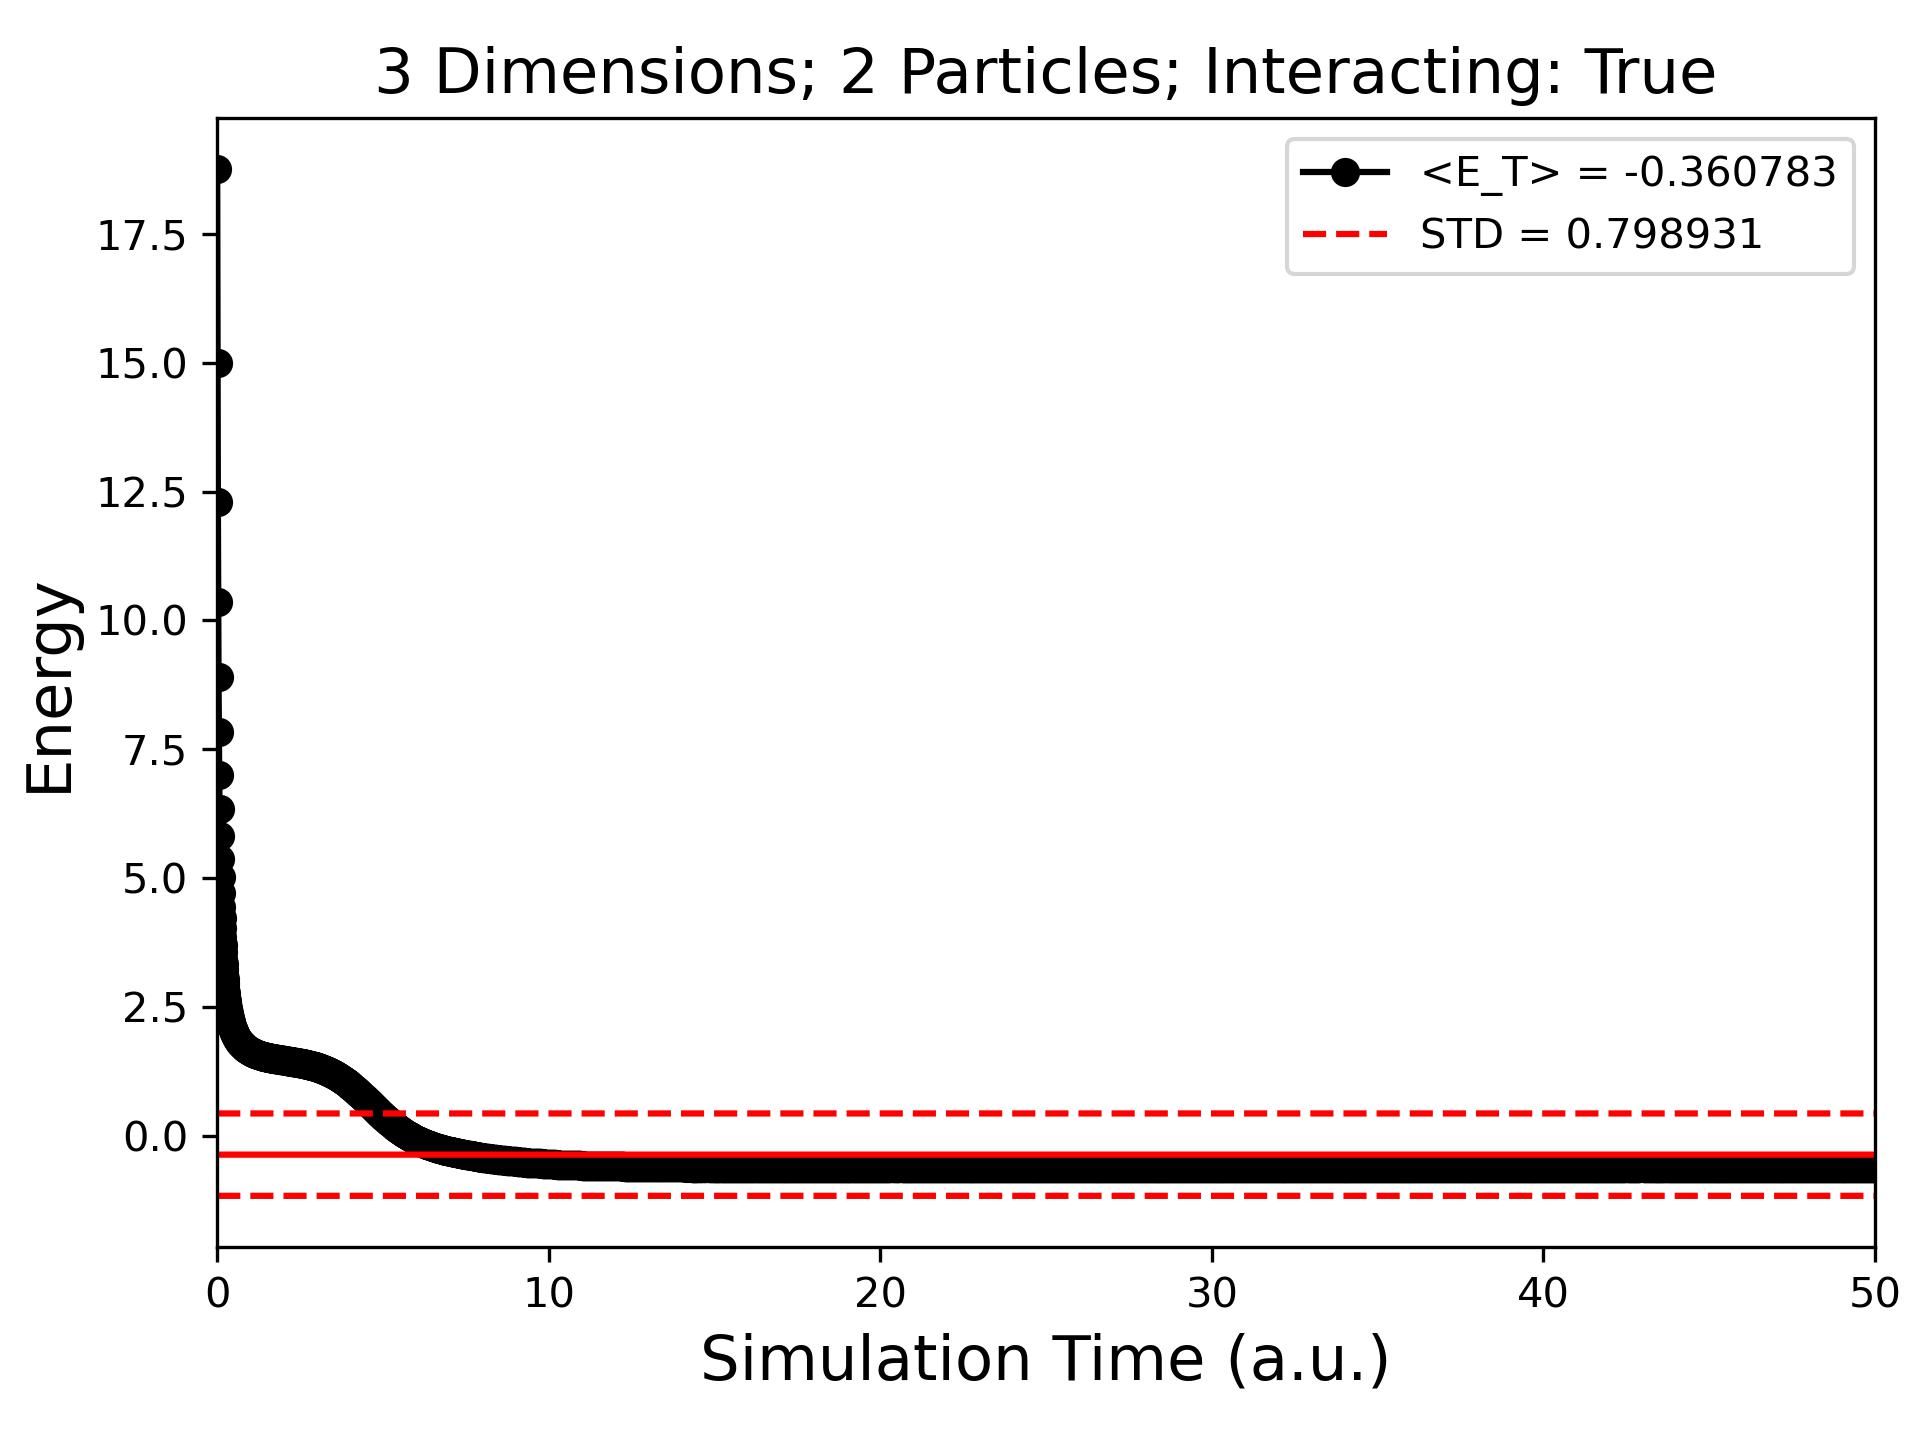 3 Dimensions; 2 Particles; Interacting: True
<E_T> = -0.360783
STD = 0.798931
Energy
17.5
15.0
12.5
10.0
7.5
5.0
2.5
0.0
0 10 20 30 40 50
Simulation Time (a.u.)